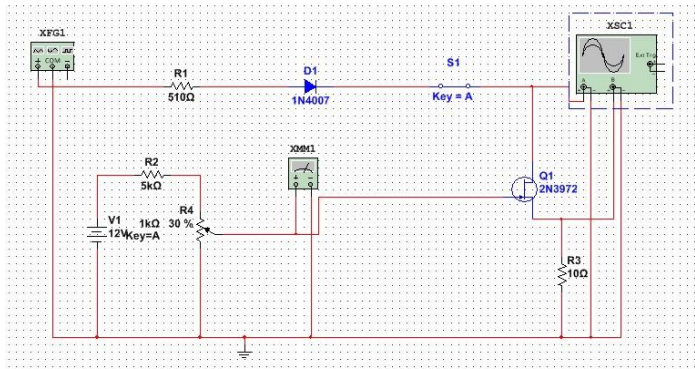 XFG1
COM
R1
510Ω
D1
1N4007
S1
Key = A
XSC1
Ext Trig
A
B
R2
5kΩ
XMM1
R4
1kΩ 30 %
Key=A
V1
12V
Q1
2N3972
R3
10Ω